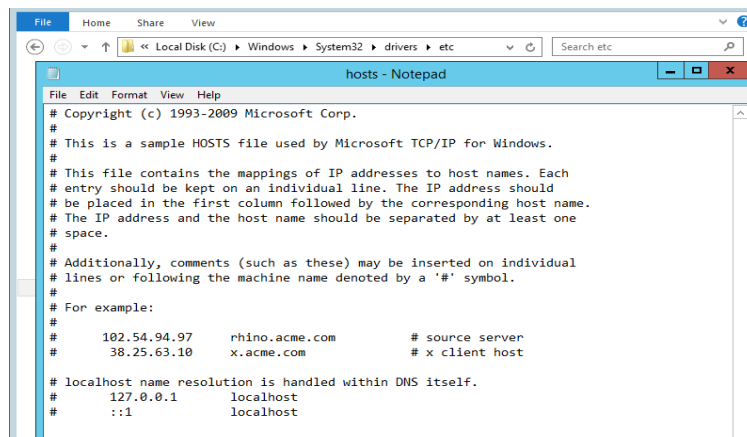 File Home Share View
« Local Disk (C:) Windows System32 drivers etc Search etc
hosts - Notepad
File Edit Format View Help
# Copyright (c) 1993-2009 Microsoft Corp.
#
# This is a sample HOSTS file used by Microsoft TCP/IP for Windows.
#
# This file contains the mappings of IP addresses to host names. Each
# entry should be kept on an individual line. The IP address should
# be placed in the first column followed by the corresponding host name.
# The IP address and the host name should be separated by at least one
# space.
#
# Additionally, comments (such as these) may be inserted on individual
# lines or following the machine name denoted by a '#' symbol.
#
# For example:
#
# 102.54.94.97 rhino.acme.com # source server
# 38.25.63.10 x.acme.com # x client host

# localhost name resolution is handled within DNS itself.
# 127.0.0.1 localhost
# ::1 localhost